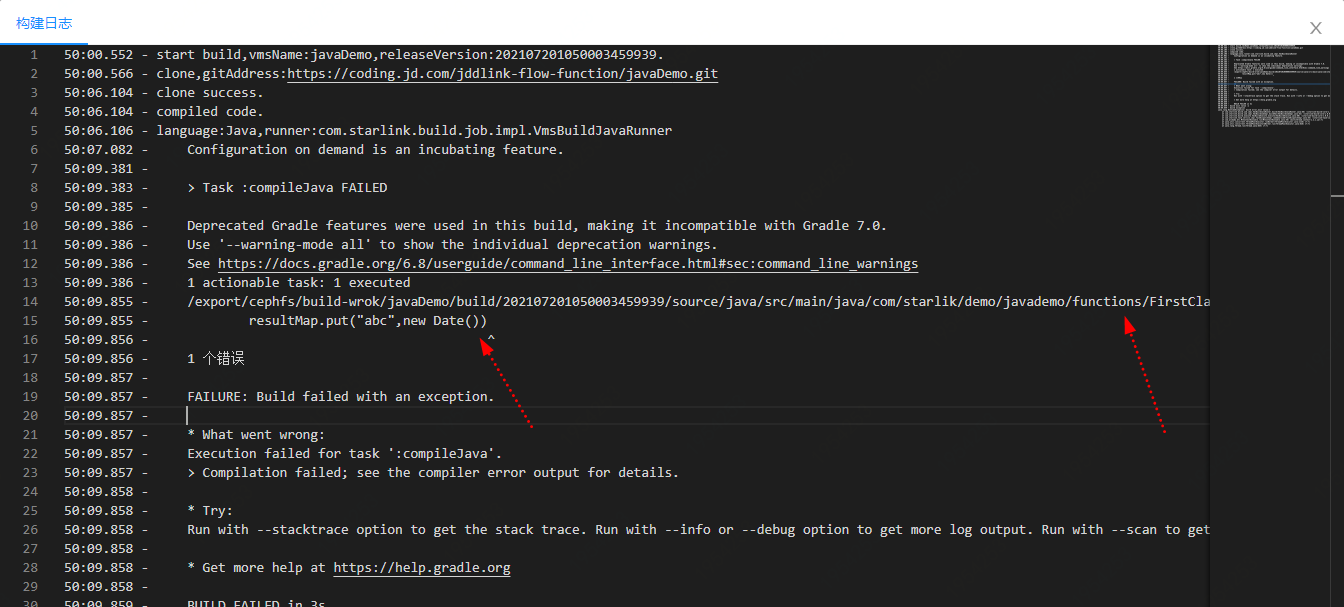 构建日志
X
1 50:00.552 - start build,vmsName:javaDemo,releaseVersion:202107201050003459939.
2 50:00.566 - clone,gitAddress:https://coding.jd.com/jddlink-flow-function/javaDemo.git
3 50:06.104 - clone success.
4 50:06.104 - compiled code.
5 50:06.106 - language:Java,runner:com.starlink.build.job.impl.VmsBuildJavaRunner
6 50:07.082 - Configuration on demand is an incubating feature.
7 50:09.381 -
8 50:09.383 - > Task :compileJava FAILED
9 50:09.385 -
10 50:09.386 - Deprecated Gradle features were used in this build, making it incompatible with Gradle 7.0.
11 50:09.386 - Use '--warning-mode all' to show the individual deprecation warnings.
12 50:09.386 - See https://docs.gradle.org/6.8/userguide/command_line_interface.html#sec:command_line_warnings
13 50:09.386 - 1 actionable task: 1 executed
14 50:09.855 - /export/cephfs/build-wrok/javaDemo/build/202107201050003459939/source/java/src/main/java/com/starlik/demo/javademo/functions/FirstCla
15 50:09.855 - resultMap.put("abc",new Date())
16 50:09.856 - ^
17 50:09.856 - 1 个错误
18 50:09.857 -
19 50:09.857 - FAILURE: Build failed with an exception.
20 50:09.857 -
21 50:09.857 - * What went wrong:
22 50:09.857 - Execution failed for task ':compileJava'.
23 50:09.857 - > Compilation failed; see the compiler error output for details.
24 50:09.858 -
25 50:09.858 - * Try:
26 50:09.858 - Run with --stacktrace option to get the stack trace. Run with --info or --debug option to get more log output. Run with --scan to get
27 50:09.858 -
28 50:09.858 - * Get more help at https://help.gradle.org
29 50:09.858 -
30 50:09.859 - BUILD FAILED in 3s